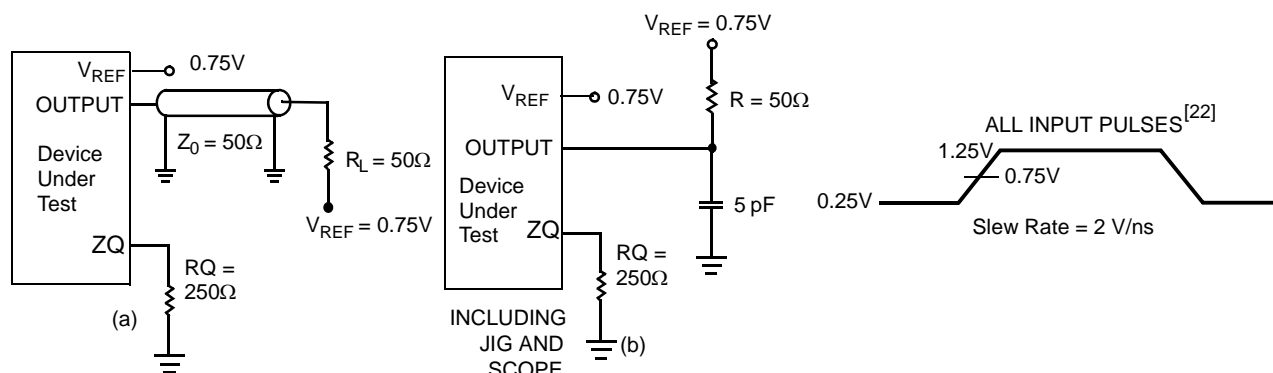 V_REF
0.75V
OUTPUT
Z_0 = 50Ω
Device
Under
Test
R_L = 50Ω
V_REF = 0.75V
ZQ
RQ =
250Ω
(a)
V_REF = 0.75V
R = 50Ω
V_REF
0.75V
OUTPUT
Device
Under
Test
5 pF
ZQ
RQ =
250Ω
INCLUDING
JIG AND
SCOPE
(b)
ALL INPUT PULSES[22]
1.25V
0.75V
0.25V
Slew Rate = 2 V/ns